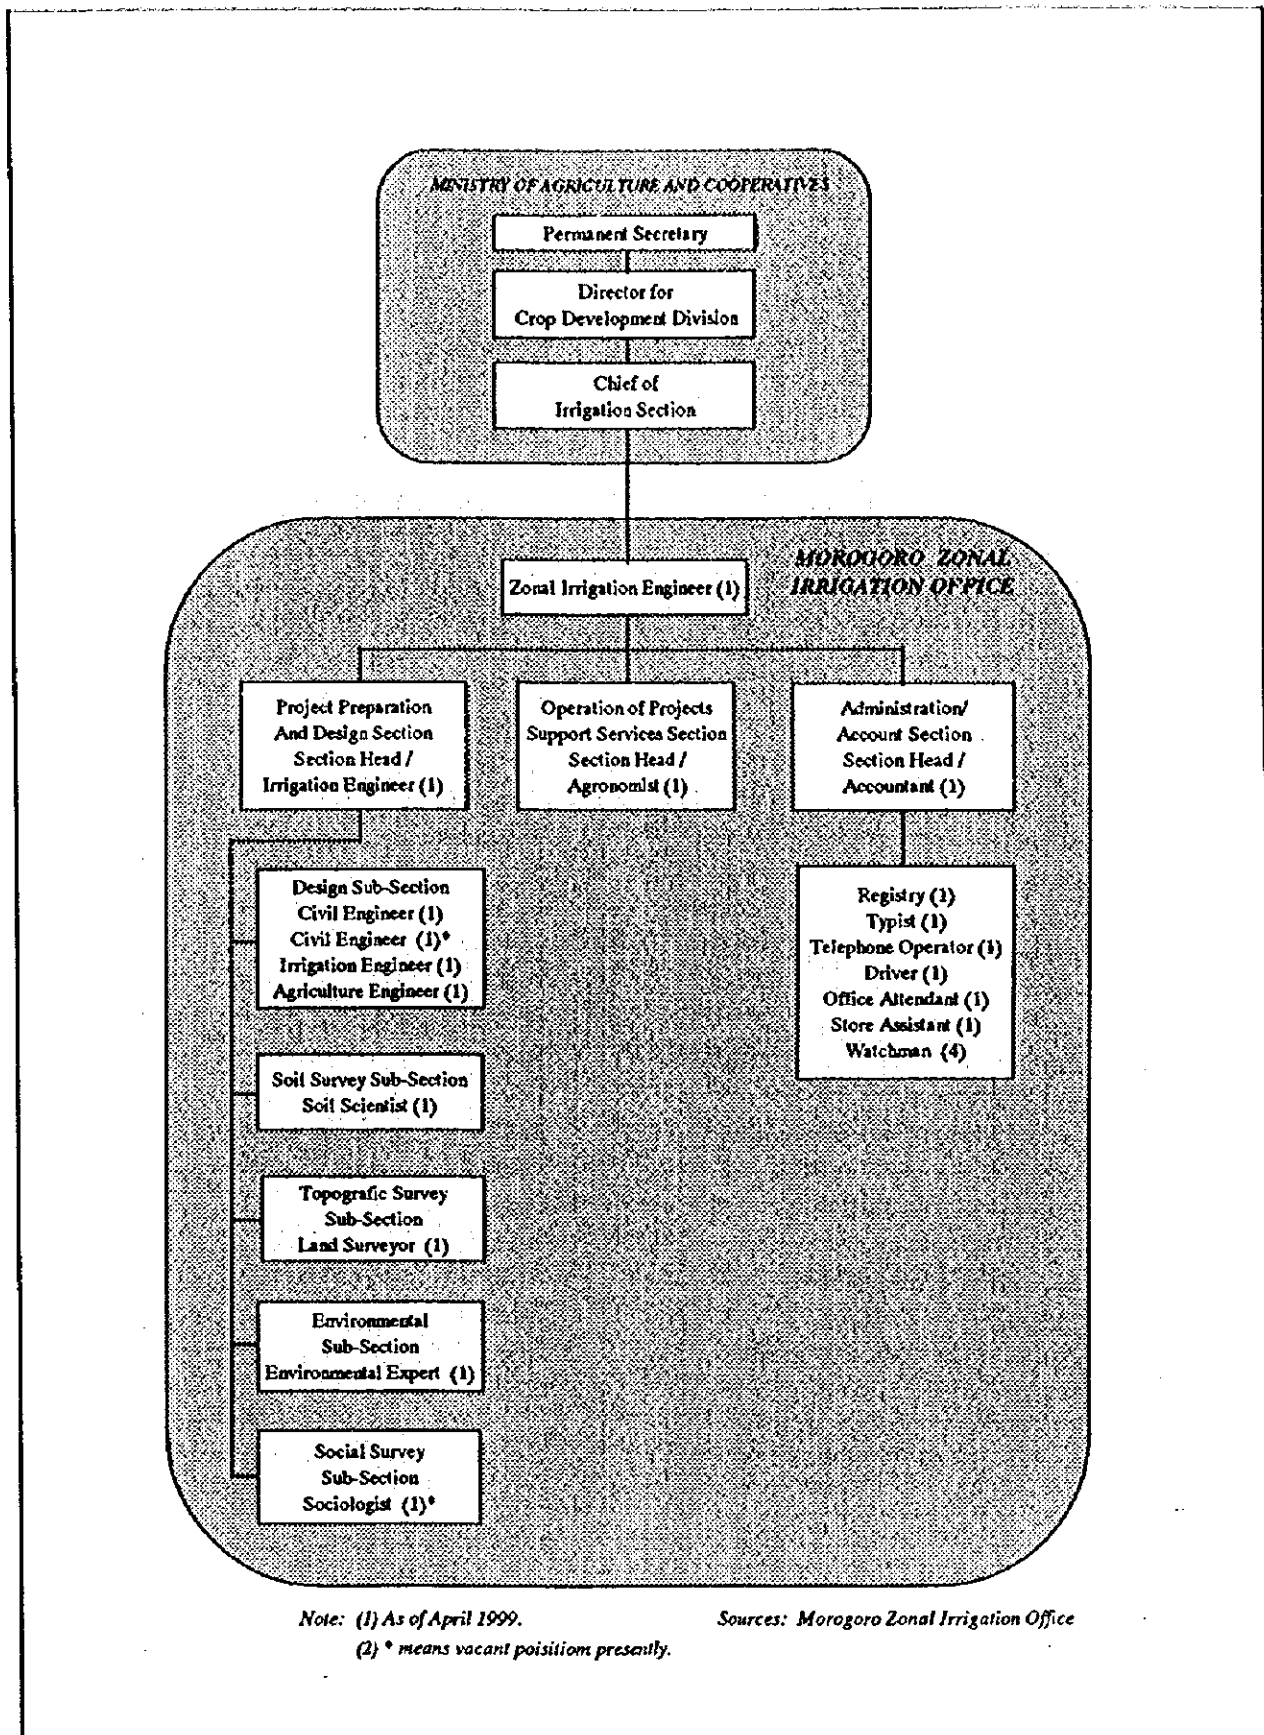 MINISTRY OF AGRICULTURE AND COOPERATIVES
Permanent Secretary
Director for
Crop Development Division
Chief of
Irrigation Section
MOROGORO ZONAL
IRRIGATION OFFICE
Zonal Irrigation Engineer (1)
Project Preparation
And Design Section
Section Head /
Irrigation Engineer (1)
Operation of Projects
Support Services Section
Section Head /
Agronomist (1)
Administration/
Account Section
Section Head /
Accountant (1)
Design Sub-Section
Civil Engineer (1)
Civil Engineer (1)*
Irrigation Engineer (1)
Agriculture Engineer (1)
Soil Survey Sub-Section
Soil Scientist (1)
Topografic Survey
Sub-Section
Land Surveyor (1)
Environmental
Sub-Section
Environmental Expert (1)
Social Survey
Sub-Section
Sociologist (1)*
Registry (1)
Typist (1)
Telephone Operator (1)
Driver (1)
Office Attendant (1)
Store Assistant (1)
Watchman (4)
Note: (1) As of April 1999.
(2) * means vacant poisitiom presently.
Sources: Morogoro Zonal Irrigation Office